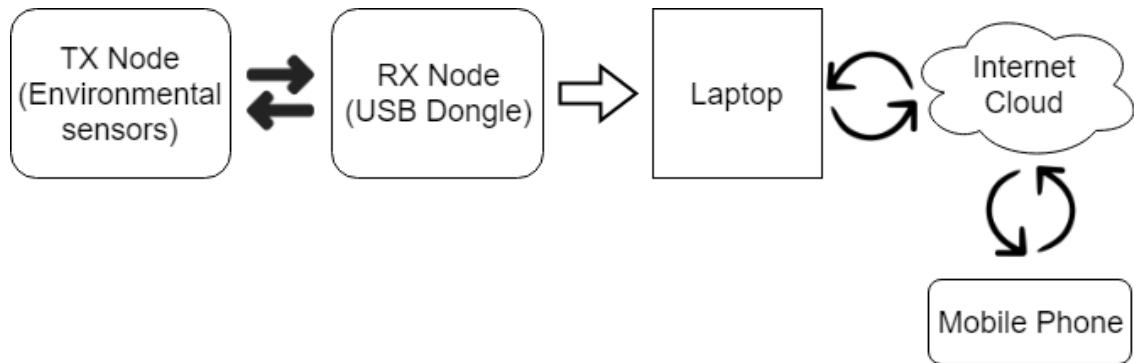 TX Node
(Environmental
sensors)
RX Node
(USB Dongle)
Laptop
Internet
Cloud
Mobile Phone